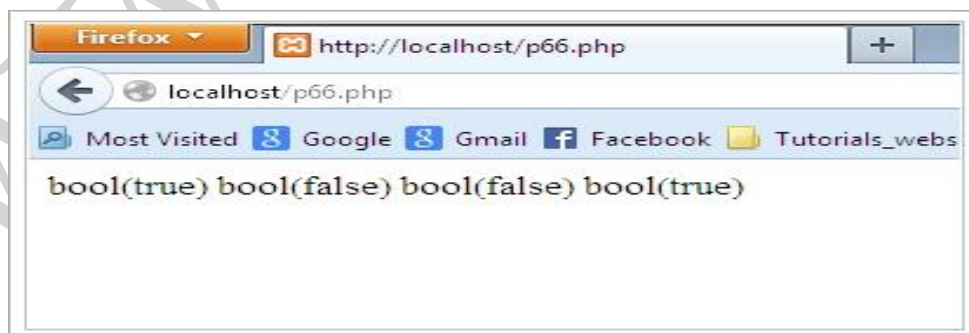 Firefox
http://localhost/p66.php
+
localhost/p66.php
Most Visited Google Gmail Facebook Tutorials_webs
bool(true) bool(false) bool(false) bool(true)